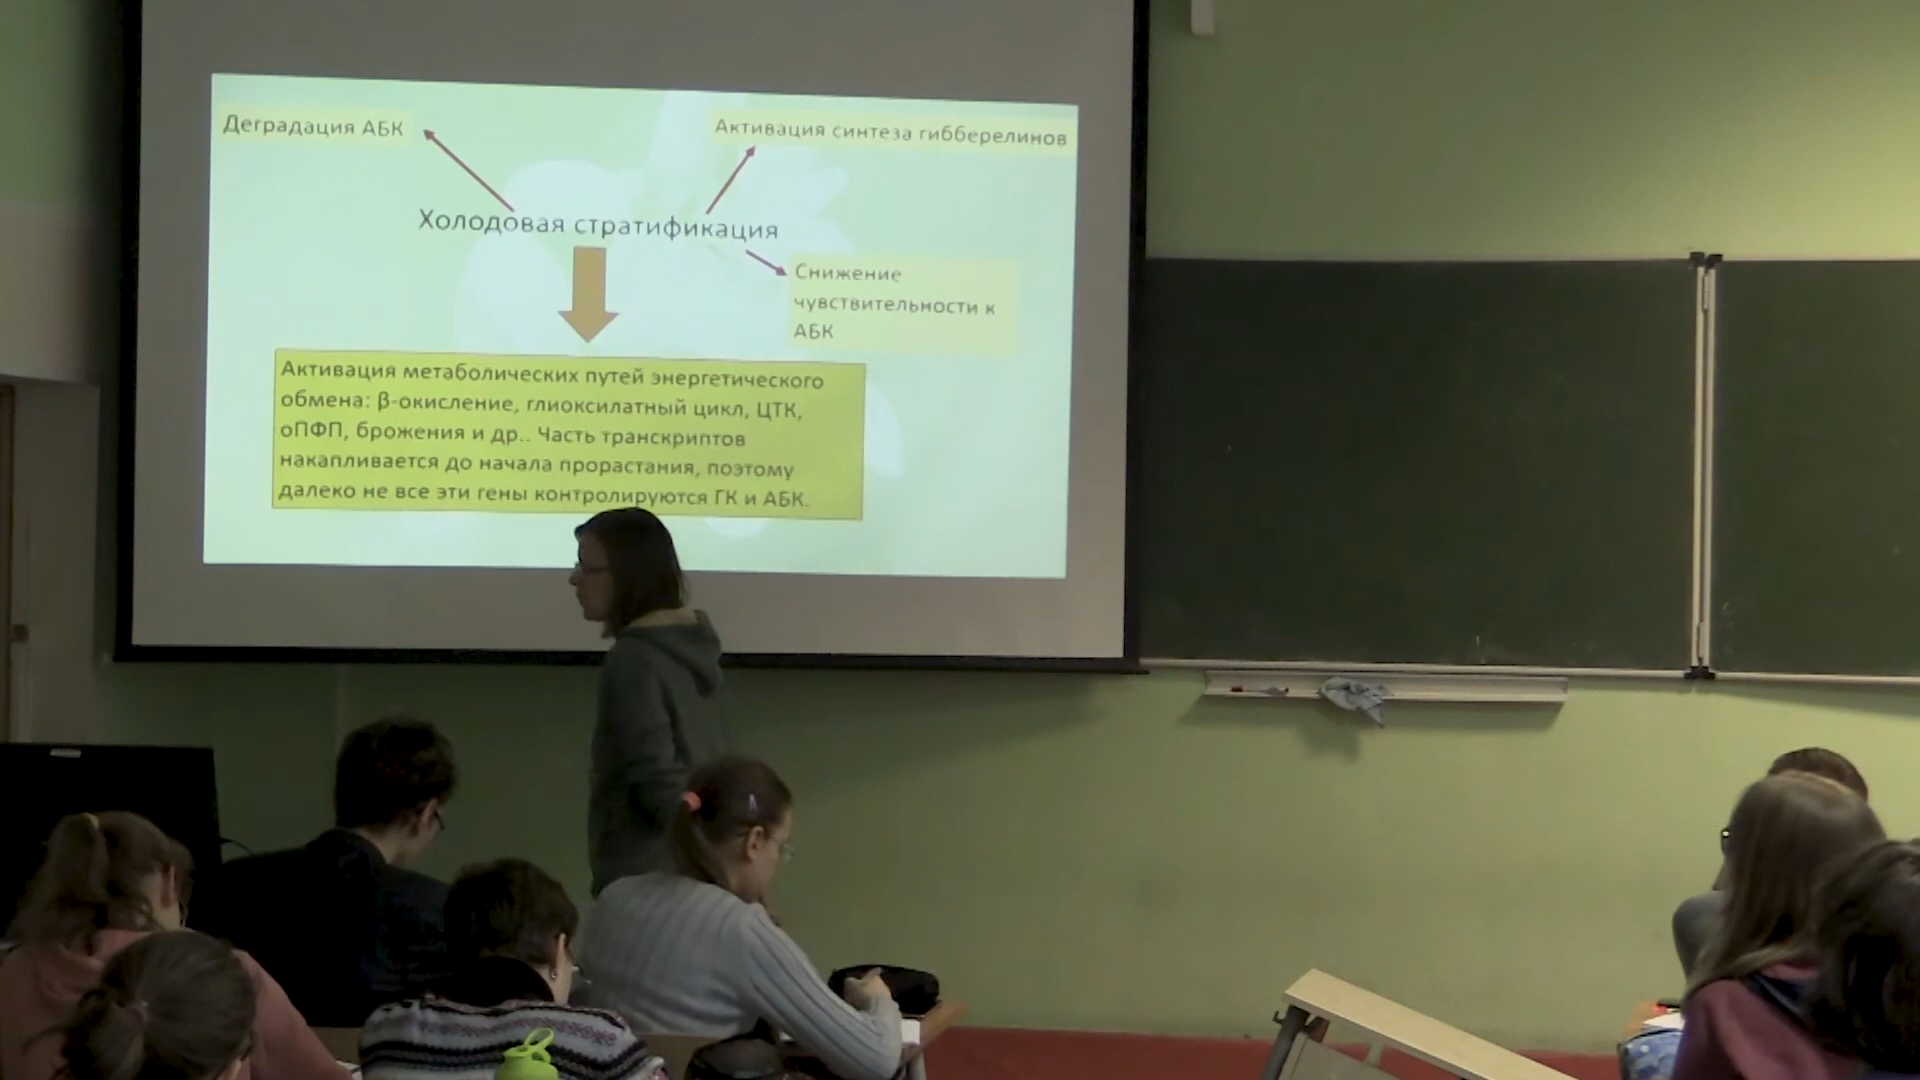 Деградация АБК
Активация синтеза гибберелинов
Холодовая стратификация
Снижение
чувствительности к
АБК
Активация метаболических путей энергетического
обмена: β-окисление, глиоксилатный цикл, ЦТК,
оПФП, брожения и др.. Часть транскриптов
накапливается до начала прорастания, поэтому
далеко не все эти гены контролируются ГК и АБК.